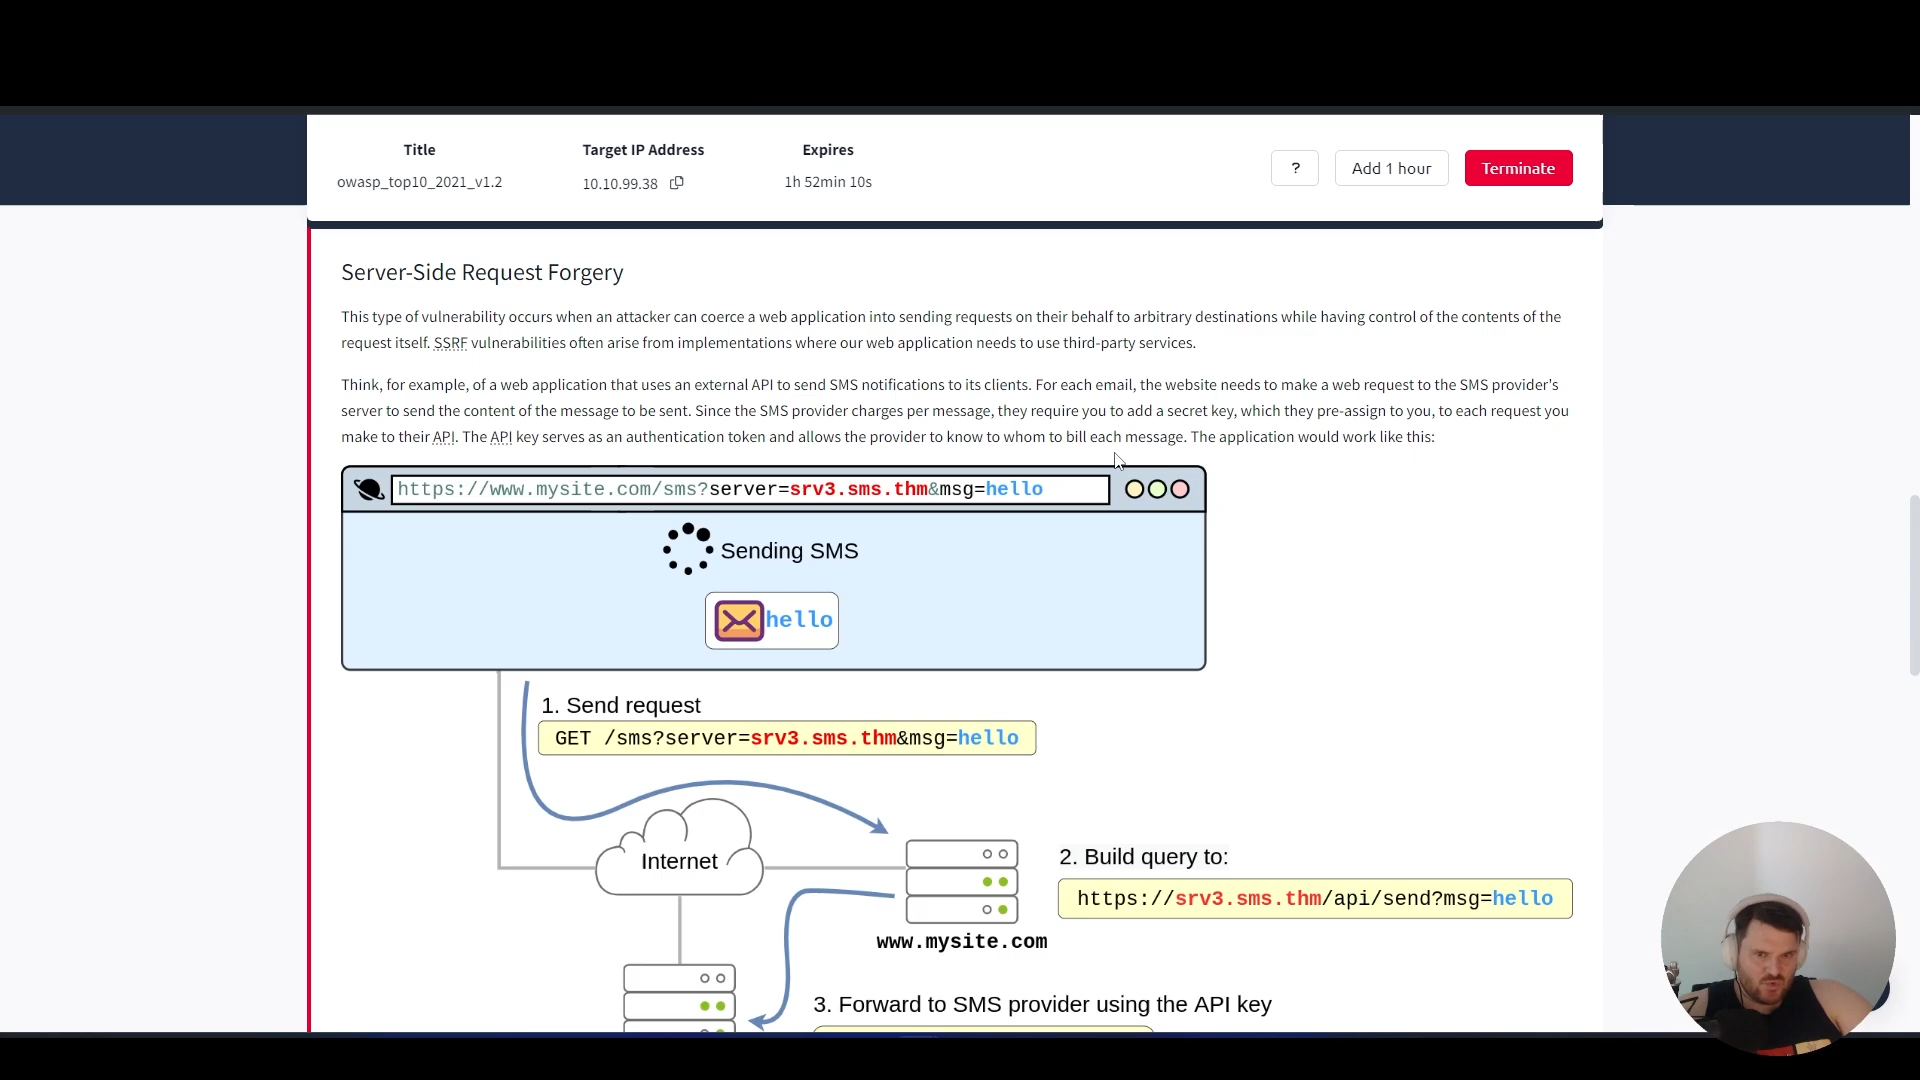 Title
Target IP Address
Expires
owasp_top10_2021_v1.2
10.10.99.38
1h 52min 10s
?
Add 1 hour
Terminate
Server-Side Request Forgery
This type of vulnerability occurs when an attacker can coerce a web application into sending requests on their behalf to arbitrary destinations while having control of the contents of the
request itself. SSRF vulnerabilities often arise from implementations where our web application needs to use third-party services.
Think, for example, of a web application that uses an external API to send SMS notifications to its clients. For each email, the website needs to make a web request to the SMS provider's
server to send the content of the message to be sent. Since the SMS provider charges per message, they require you to add a secret key, which they pre-assign to you, to each request you
make to their API. The API key serves as an authentication token and allows the provider to know to whom to bill each message. The application would work like this:
https://www.mysite.com/sms?server=srv3.sms.thm&msg=hello
Sending SMS
hello
1. Send request
GET /sms?server=srv3.sms.thm&msg=hello
Internet
2. Build query to:
https://srv3.sms.thm/api/send?msg=hello
www.mysite.com
3. Forward to SMS provider using the API key